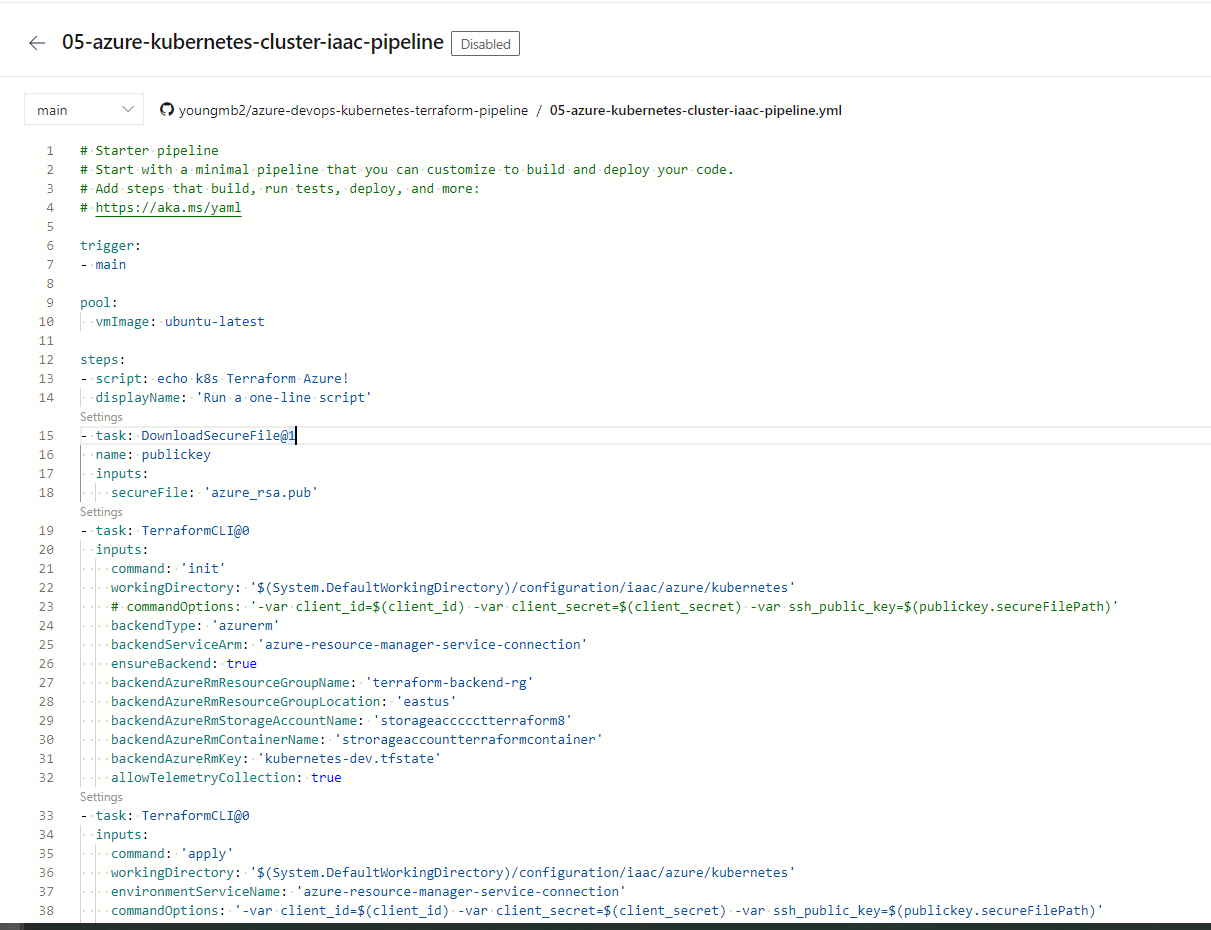 05-azure-kubernetes-cluster-iaac-pipeline Disabled
main youngmb2/azure-devops-kubernetes-terraform-pipeline / 05-azure-kubernetes-cluster-iaac-pipeline.yml
1 # Starter pipeline
2 # Start with a minimal pipeline that you can customize to build and deploy your code.
3 # Add steps that build, run tests, deploy, and more:
4 # https://aka.ms/yaml
5
6 trigger:
7 - main
8
9 pool:
10   vmImage: ubuntu-latest
11
12 steps:
13 - script: echo k8s Terraform Azure!
14   displayName: 'Run a one-line script'
Settings
15 - task: DownloadSecureFile@1
16   name: publickey
17   inputs:
18     secureFile: 'azure_rsa.pub'
Settings
19 - task: TerraformCLI@0
20   inputs:
21     command: 'init'
22     workingDirectory: '$(System.DefaultWorkingDirectory)/configuration/iaac/azure/kubernetes'
23     # commandOptions: '-var client_id=$(client_id) -var client_secret=$(client_secret) -var ssh_public_key=$(publickey.secureFilePath)'
24     backendType: 'azurerm'
25     backendServiceArm: 'azure-resource-manager-service-connection'
26     ensureBackend: true
27     backendAzureRmResourceGroupName: 'terraform-backend-rg'
28     backendAzureRmResourceGroupLocation: 'eastus'
29     backendAzureRmStorageAccountName: 'storageacccctterraform8'
30     backendAzureRmContainerName: 'strorageaccountterraformcontainer'
31     backendAzureRmKey: 'kubernetes-dev.tfstate'
32     allowTelemetryCollection: true
Settings
33 - task: TerraformCLI@0
34   inputs:
35     command: 'apply'
36     workingDirectory: '$(System.DefaultWorkingDirectory)/configuration/iaac/azure/kubernetes'
37     environmentServiceName: 'azure-resource-manager-service-connection'
38     commandOptions: '-var client_id=$(client_id) -var client_secret=$(client_secret) -var ssh_public_key=$(publickey.secureFilePath)'